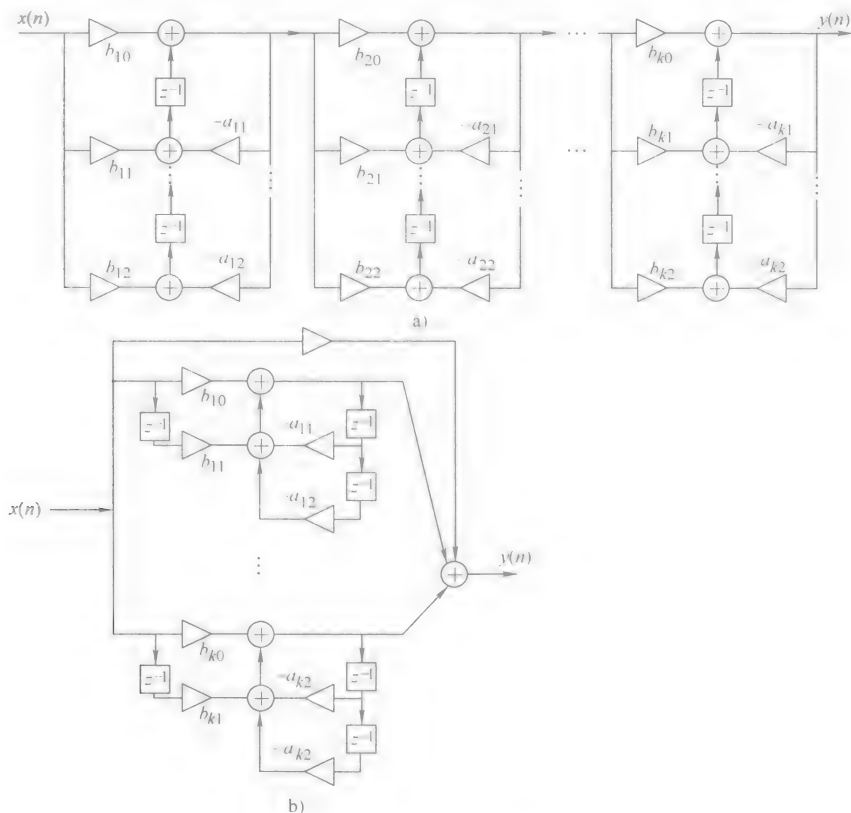 x(n) y(n)
b10 b20 bk0
z⁻¹ z⁻¹ z⁻¹
-a11 -a21 -ak1
b11 b21 bk1
... ...
z⁻¹ z⁻¹ z⁻¹
a12 a22 ak2
b12 b22 bk2
a)
b10
z⁻¹ -a11 z⁻¹
b11
-a12 z⁻¹
x(n)
y(n)
bk0
z⁻¹ -ak2 z⁻¹
bk1
-ak2 z⁻¹
b)